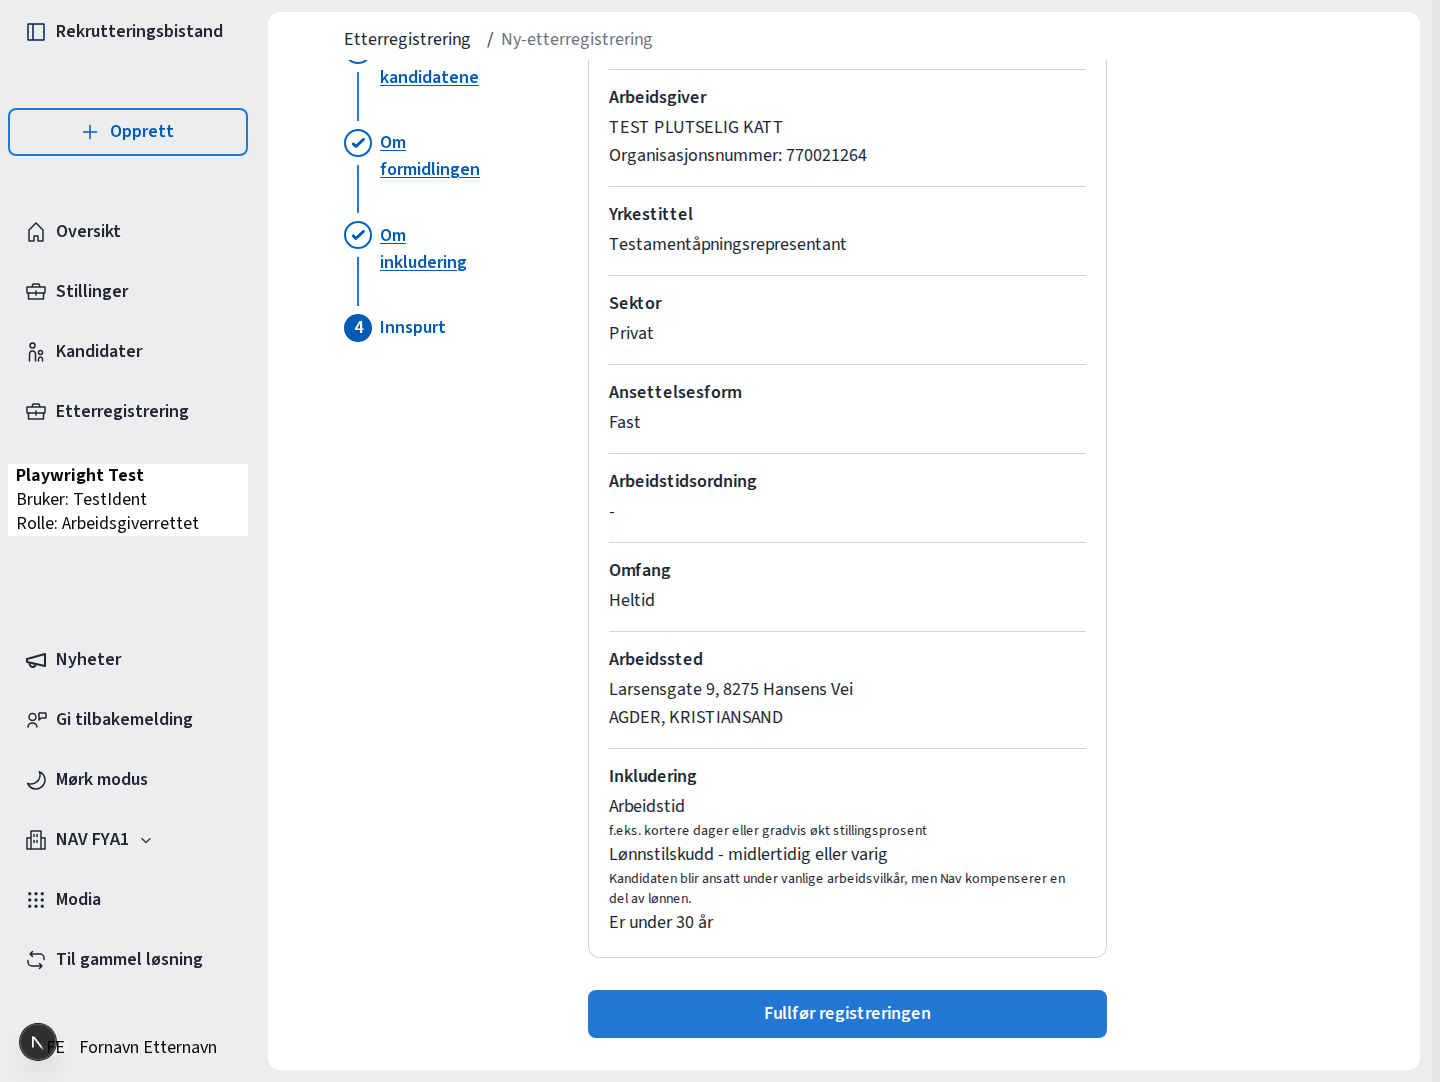 Rekrutteringsbistand
Opprett
Oversikt
Stillinger
Kandidater
Etterregistrering
Playwright Test
Bruker: TestIdent
Rolle: Arbeidsgiverrettet
Nyheter
Gi tilbakemelding
Mørk modus
NAV FYA1
Modia
Til gammel løsning
FE Fornavn Etternavn
Etterregistrering / Ny-etterregistrering
kandidatene
Om
formidlingen
Om
inkludering
4 Innspurt
Arbeidsgiver
TEST PLUTSELIG KATT
Organisasjonsnummer: 770021264
Yrkestittel
Testamentåpningsrepresentant
Sektor
Privat
Ansettelsesform
Fast
Arbeidstidsordning
-
Omfang
Heltid
Arbeidssted
Larsensgate 9, 8275 Hansens Vei
AGDER, KRISTIANSAND
Inkludering
Arbeidstid
f.eks. kortere dager eller gradvis økt stillingsprosent
Lønnstilskudd - midlertidig eller varig
Kandidaten blir ansatt under vanlige arbeidsvilkår, men Nav kompenserer en
del av lønnen.
Er under 30 år
Fullfør registreringen